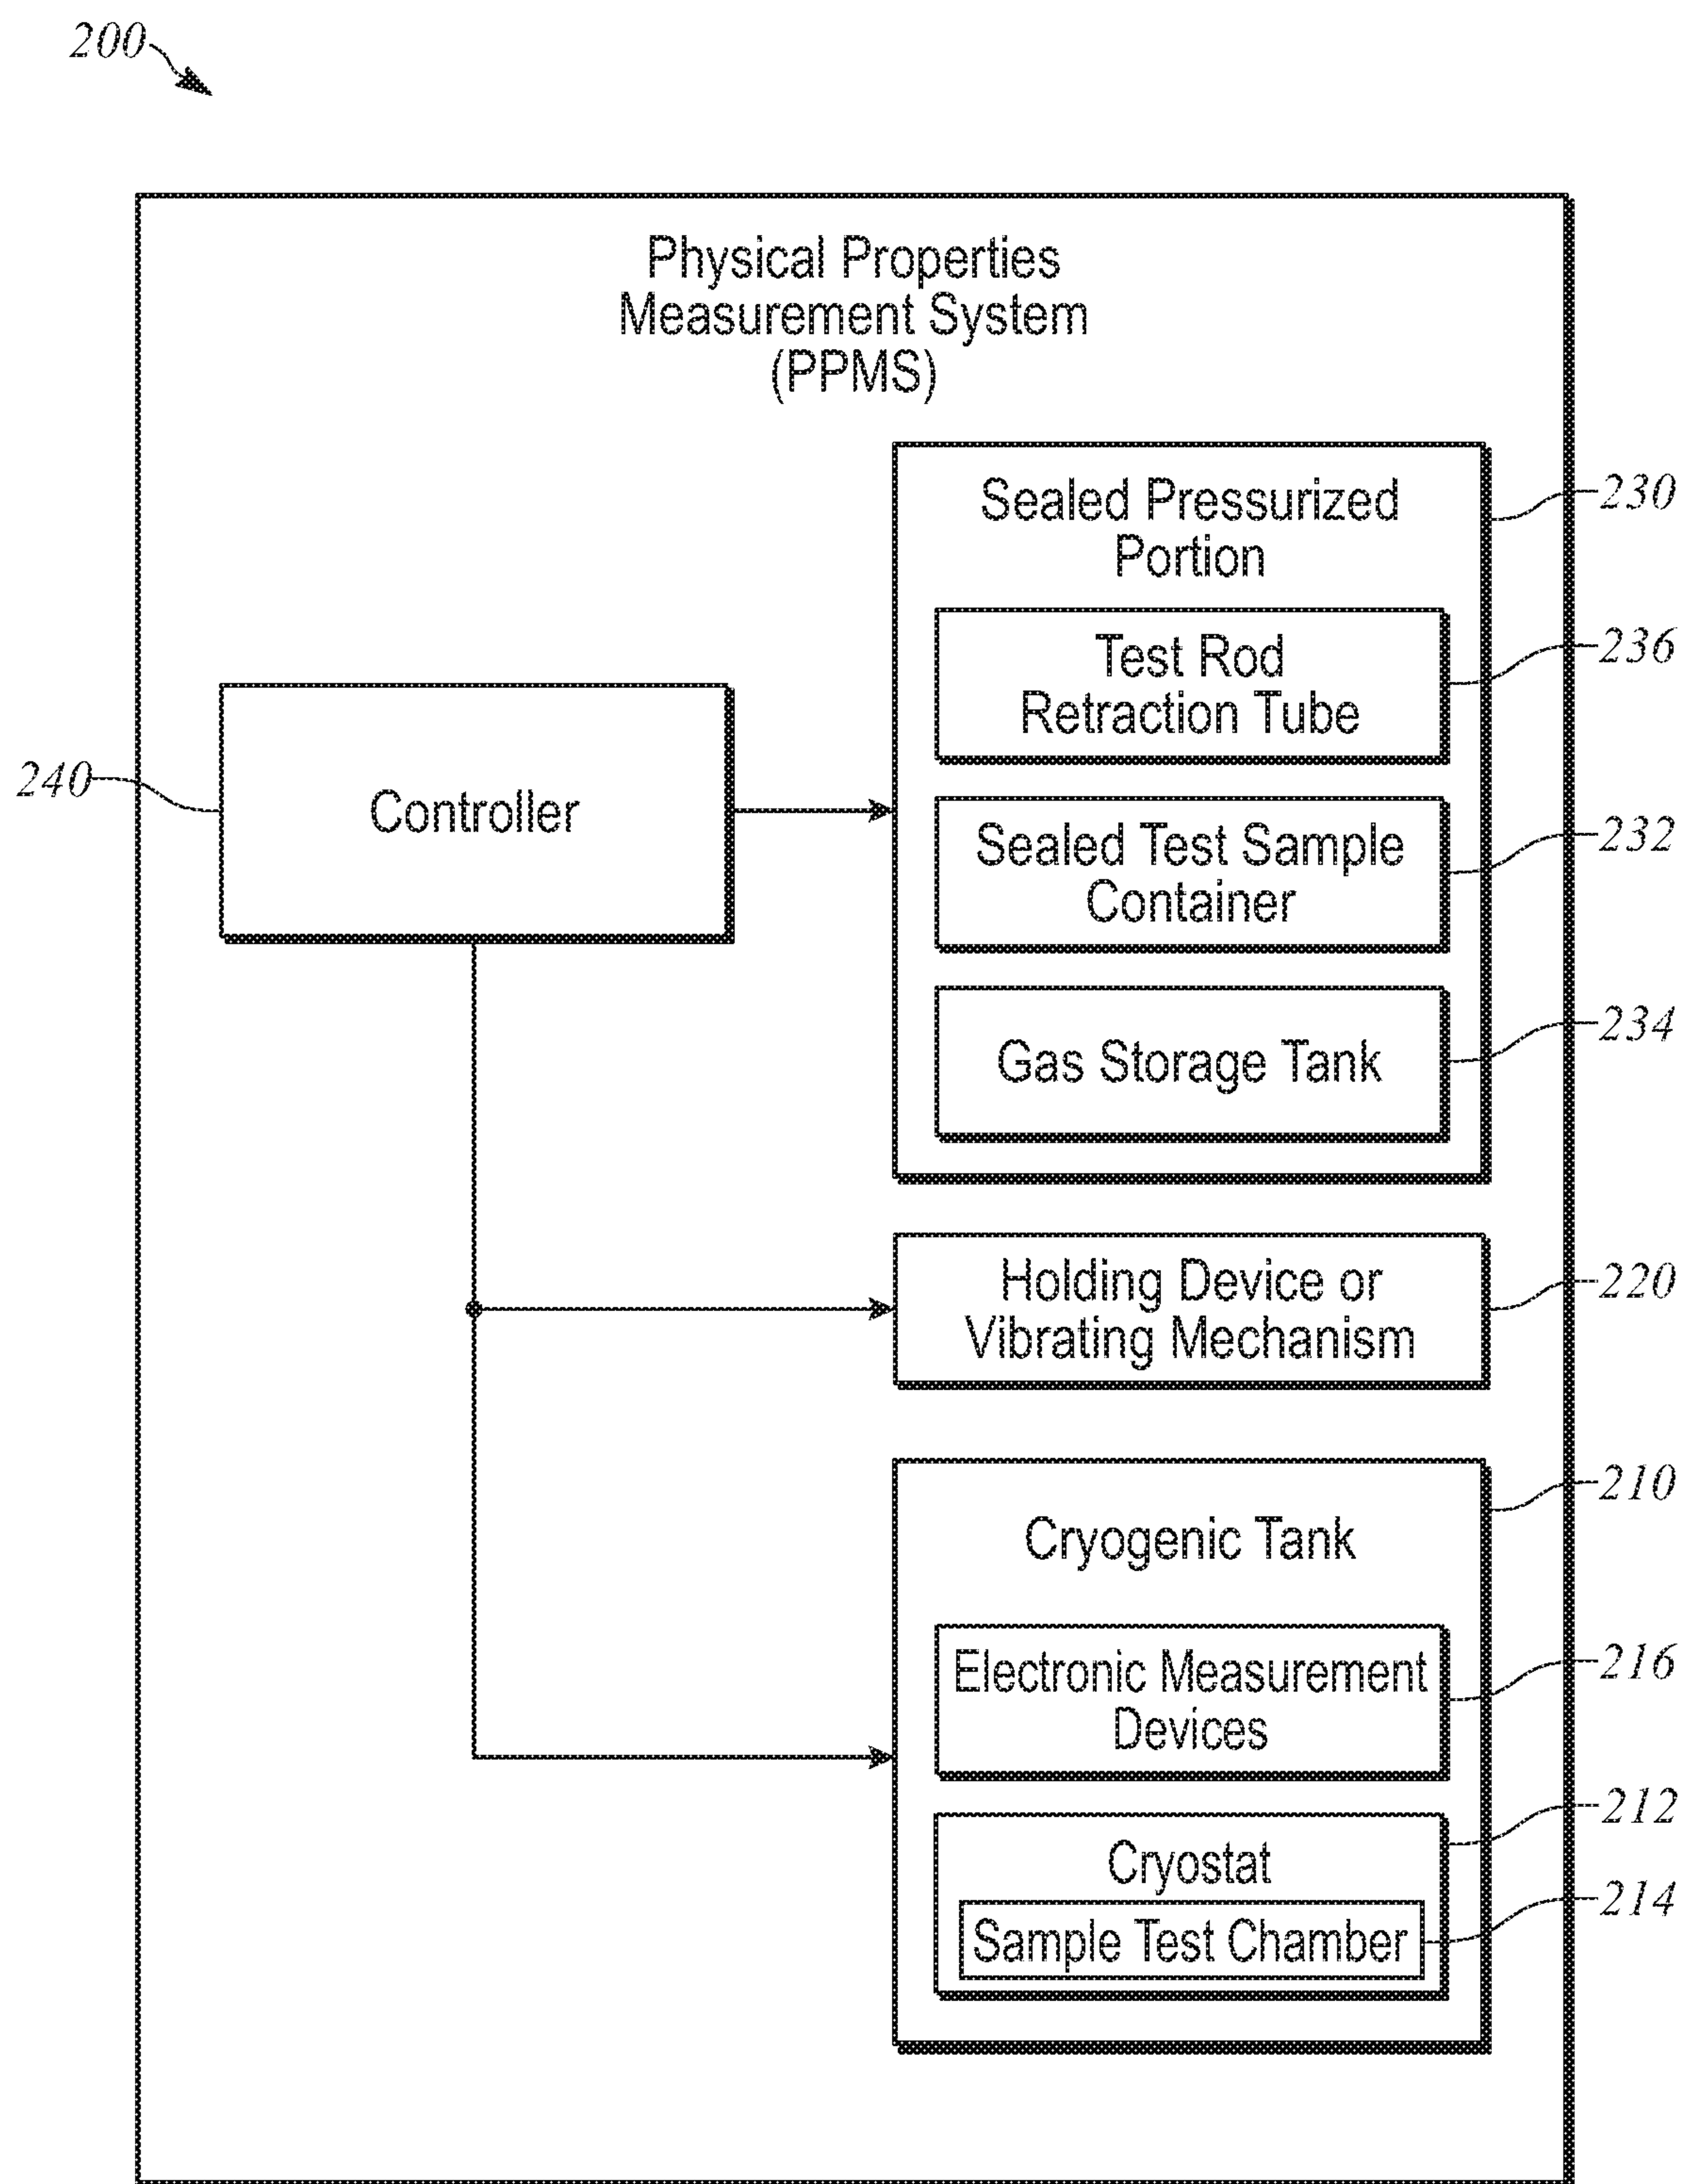 200
Physical Properties
Measurement System
(PPMS)
Sealed Pressurized
Portion
230
Test Rod
Retraction Tube
236
240
Controller
Sealed Test Sample
Container
232
Gas Storage Tank
234
Holding Device or
Vibrating Mechanism
220
Cryogenic Tank
210
Electronic Measurement
Devices
216
Cryostat
212
Sample Test Chamber
214